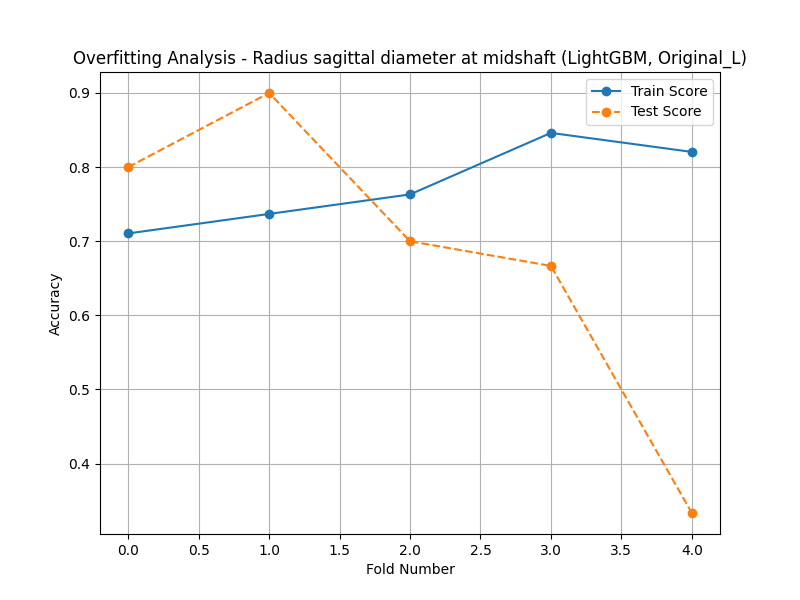 Overfitting Analysis - Radius sagittal diameter at midshaft (LightGBM, Original_L)
Train Score
Test Score
0.9
0.8
0.7
0.6
0.5
0.4
Accuracy
0.0 0.5 1.0 1.5 2.0 2.5 3.0 3.5 4.0
Fold Number